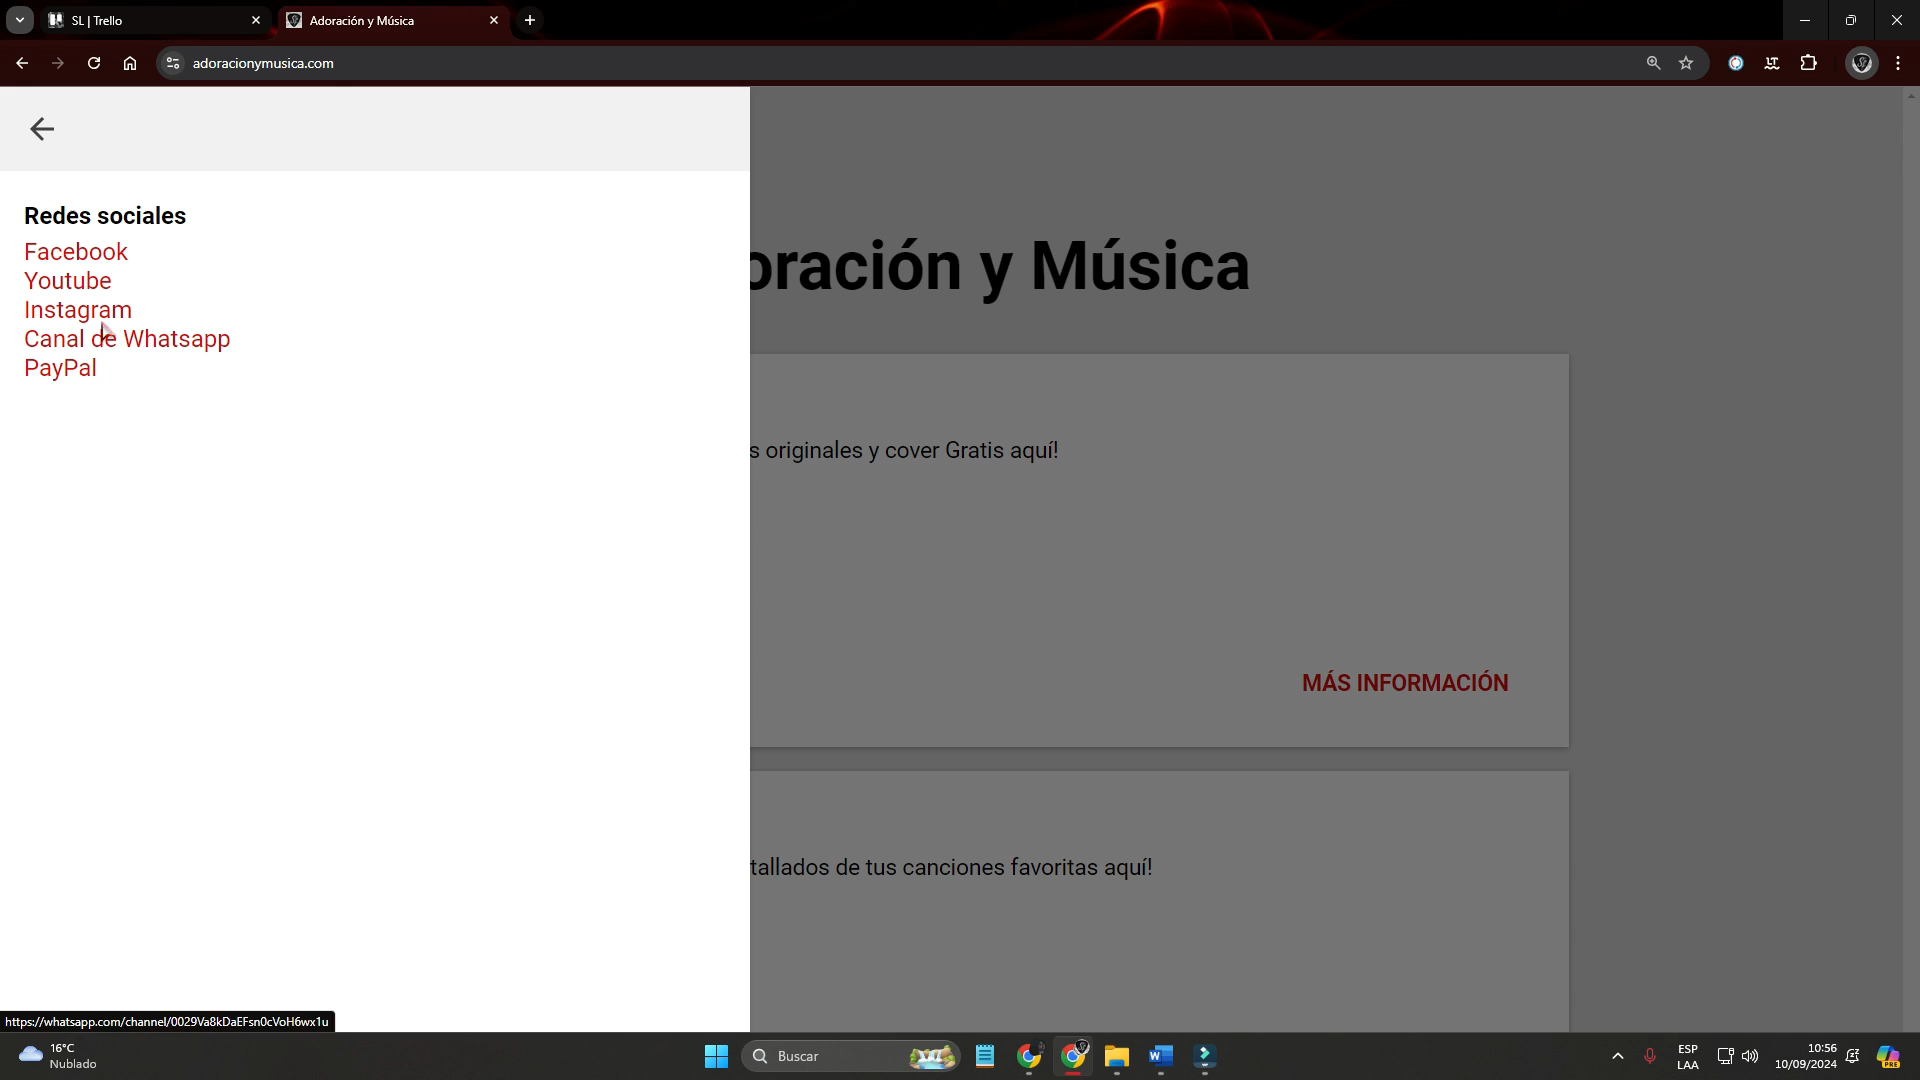 SL | Trello
Adoración y Música
adoracionymusica.com
Redes sociales
Facebook
Youtube
Instagram
Canal de Whatsapp
PayPal
oración y Música
s originales y cover Gratis aquí!
MÁS INFORMACIÓN
tallados de tus canciones favoritas aquí!
https://whatsapp.com/channel/0029Va8kDaEFsn0cVoH6wx1u
16°C
Nublado
Buscar
ESP
LAA
10:56
10/09/2024
PRE